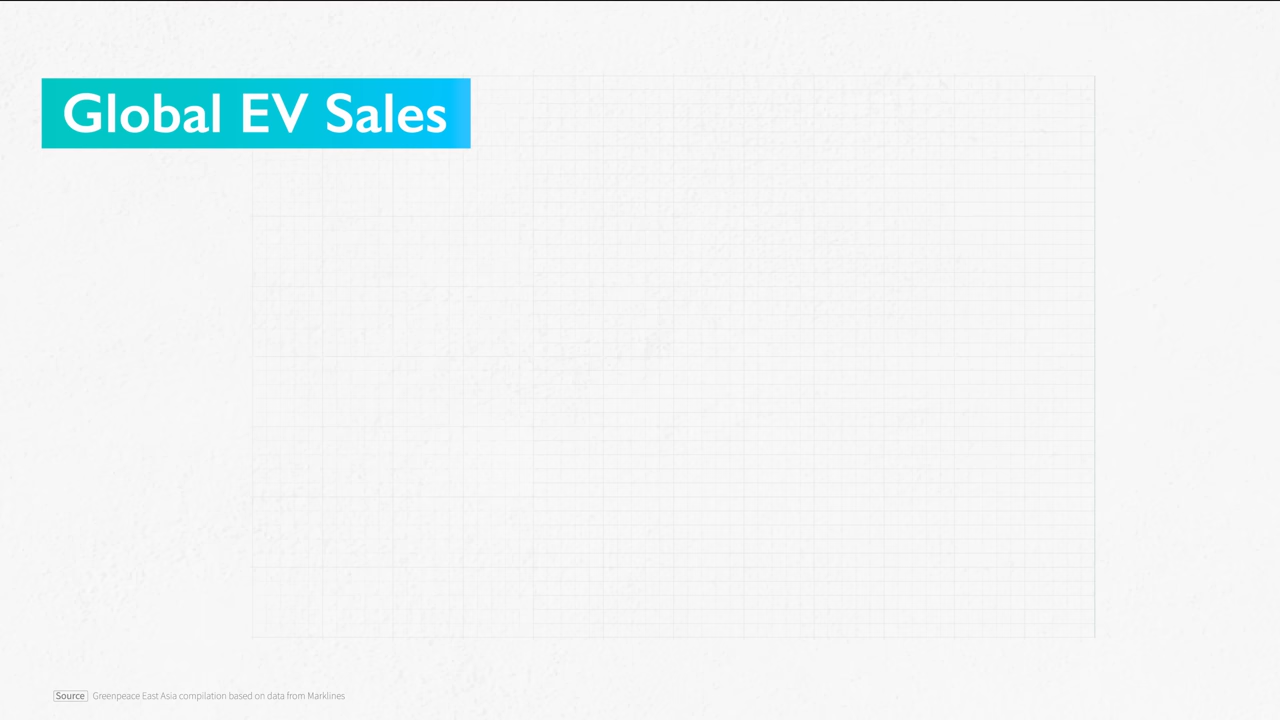 Global EV Sales
Source Greenpeace East Asia compilation based on data from Marklines